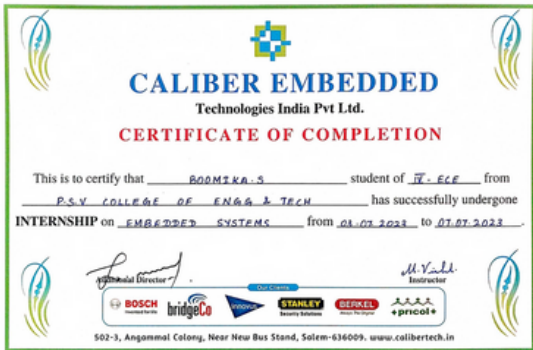 CALIBER EMBEDDED
Technologies India Pvt Ltd.
CERTIFICATE OF COMPLETION
This is to certify that BOOMIKA.S student of IV-ECE from
P.S.V COLLEGE OF ENGG & TECH has successfully undergone
INTERNSHIP on EMBEDDED SYSTEMS from 03.07.2023 to 07.07.2023.
Director Instructor
Our Clients
BOSCH bridgeCo innovus STANLEY Security Solutions BERKEL pricol
502-3, Angammal Colony, Near New Bus Stand, Salem-636009. www.calibertech.in